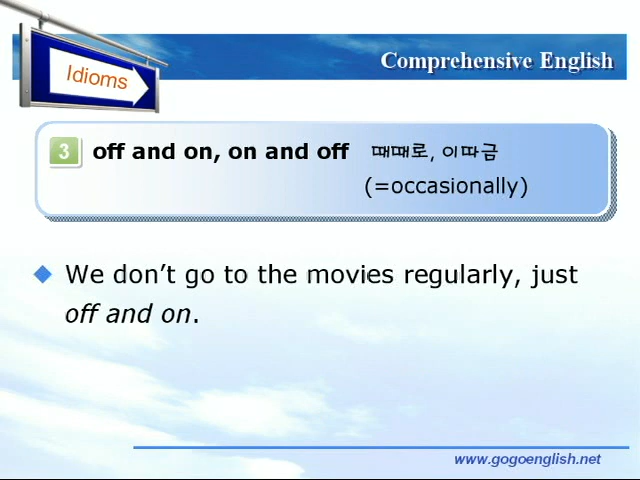 Idioms
Comprehensive English
3 off and on, on and off 때때로, 이따금
(=occasionally)
We don't go to the movies regularly, just
off and on.
www.gogoenglish.net